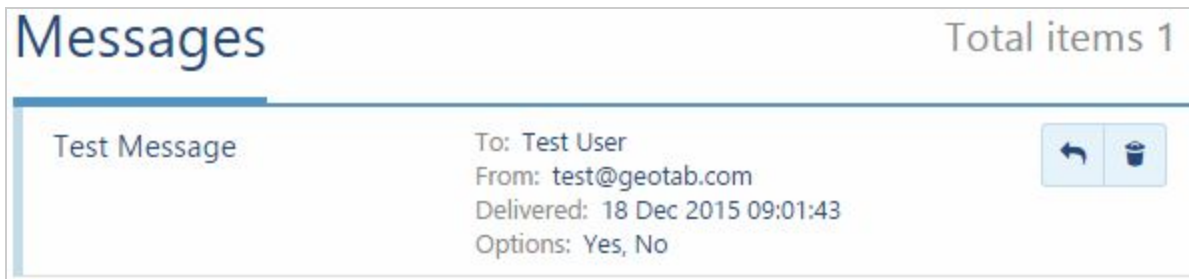 Messages
Total items 1
Test Message
To: Test User
From: test@geotab.com
Delivered: 18 Dec 2015 09:01:43
Options: Yes, No